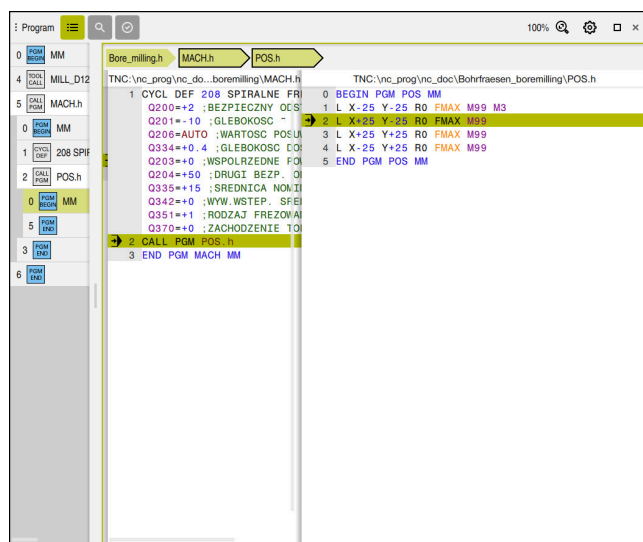 Program 100%
Bore_milling.h MACH.h POS.h
0 PGM BEGIN MM
4 TOOL CALL MILL_D12
5 CALL PGM MACH.h
0 PGM BEGIN MM
1 CYCL DEF 208 SPIR
2 CALL PGM POS.h
0 PGM BEGIN MM
5 PGM END
3 PGM END
6 PGM END
TNC:\nc_prog\nc_do...boremilling\MACH.h
1 CYCL DEF 208 SPIRALNE FRE
Q200=+2 ;BEZPIECZNY ODST
Q201=-10 ;GLEBOKOSC
Q206=AUTO ;WARTOSC POSUW
Q334=+0.4 ;GLEBOKOSC DOS
Q203=+0 ;WSPOLRZEDNE POW
Q204=+50 ;DRUGI BEZP. OD
Q335=+15 ;SREDNICA NOMIN
Q342=+0 ;WYW.WSTEP. SRE
Q351=+1 ;RODZAJ FREZOWA
Q370=+0 ;ZACHODZENIE TO
2 CALL PGM POS.h
3 END PGM MACH MM
TNC:\nc_prog\nc_doc\Bohrfraesen_boremilling\POS.h
0 BEGIN PGM POS MM
1 L X-25 Y-25 R0 FMAX M99 M3
2 L X+25 Y-25 R0 FMAX M99
3 L X+25 Y+25 R0 FMAX M99
4 L X-25 Y+25 R0 FMAX M99
5 END PGM POS MM